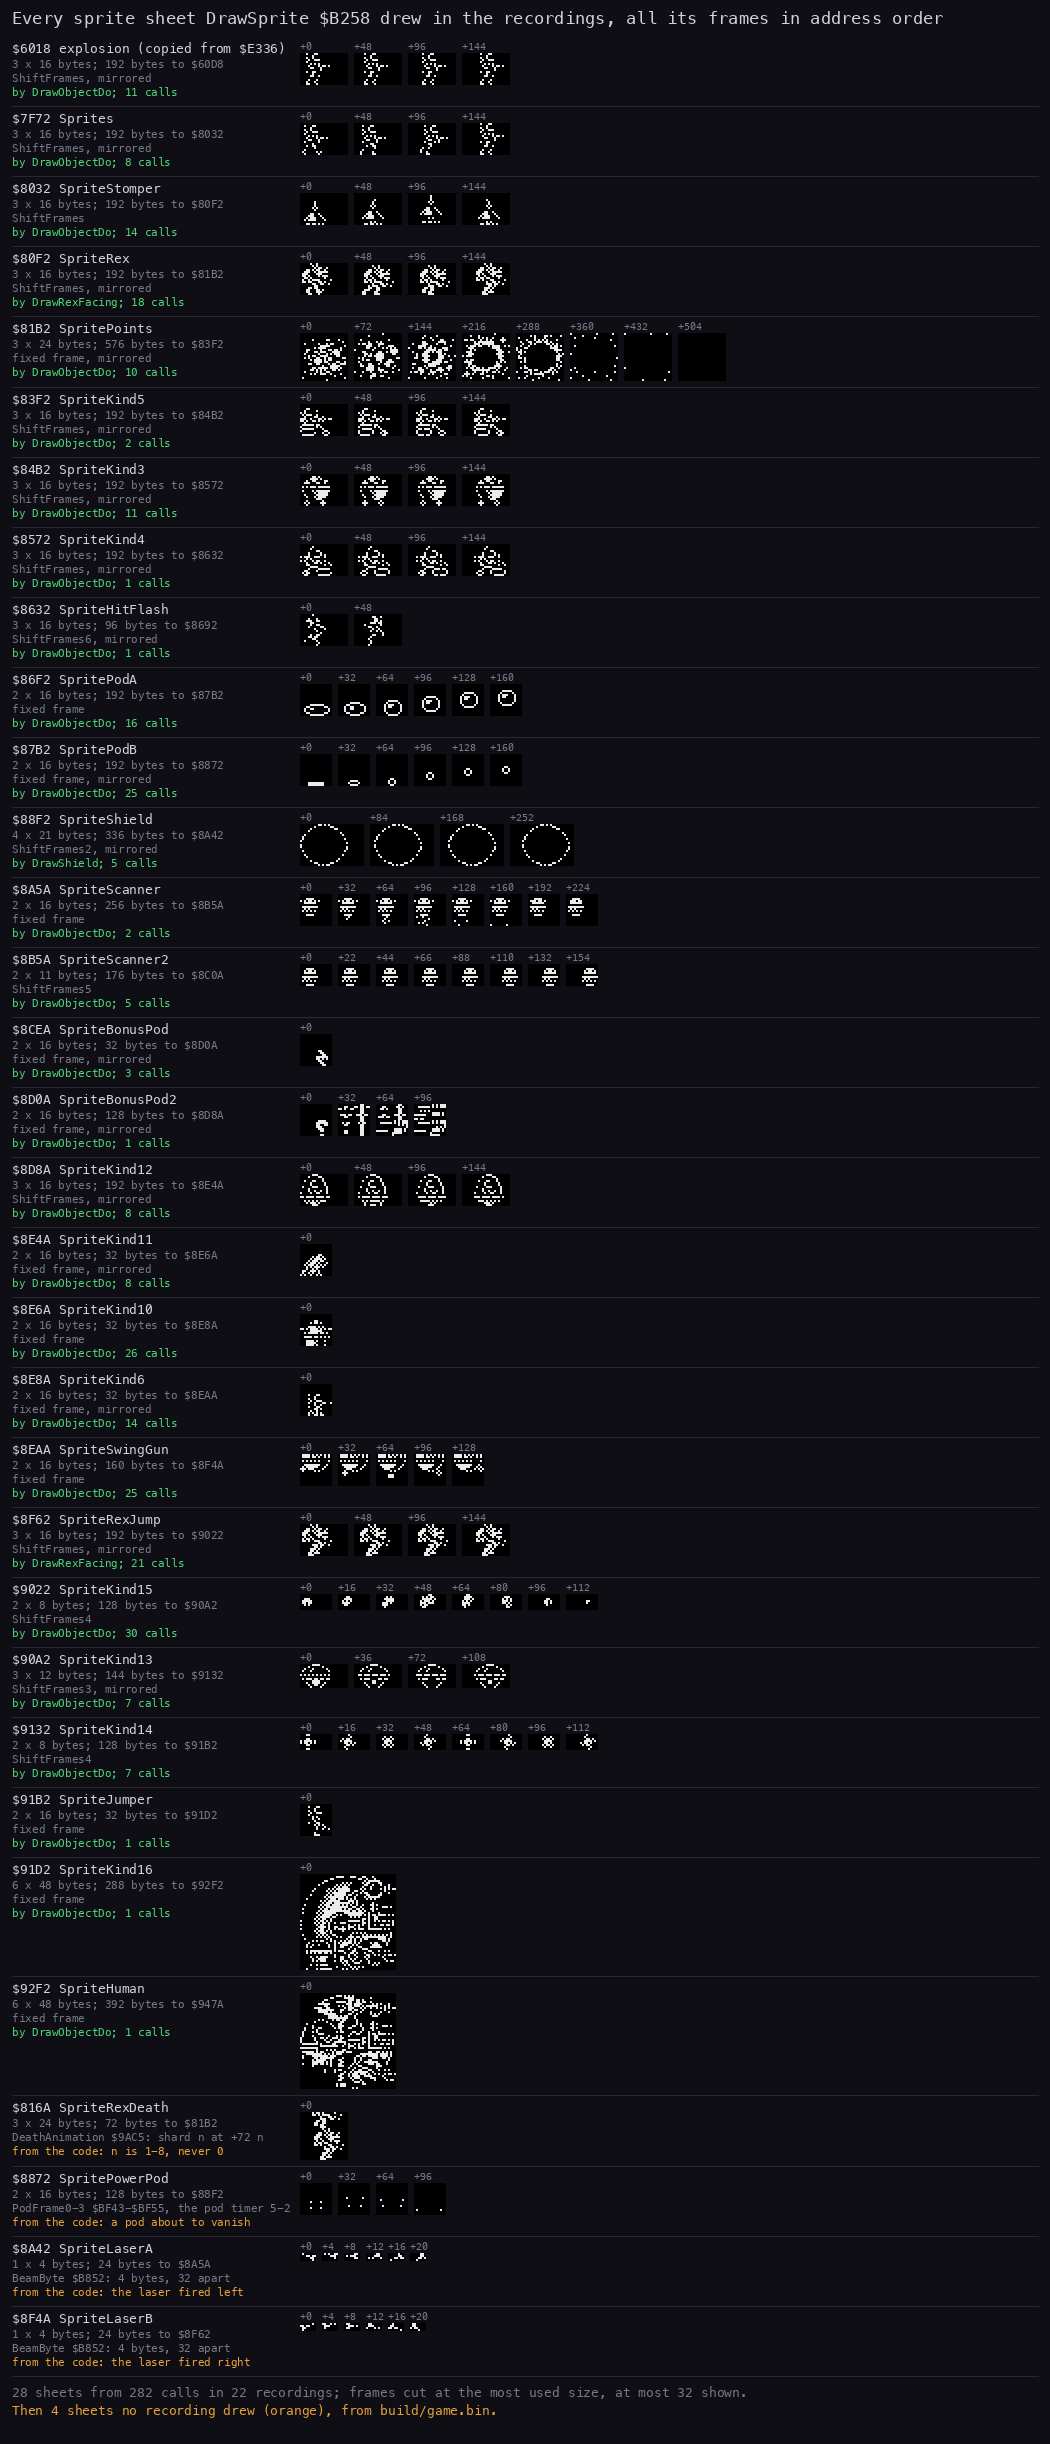 Every sprite sheet DrawSprite $B258 drew in the recordings, all its frames in address order
$6018 explosion (copied from $E336)
+0 +48 +96 +144
3 x 16 bytes; 192 bytes to $60D8
ShiftFrames, mirrored
by DrawObjectDo; 11 calls
$7F72 Sprites
+0 +48 +96 +144
3 x 16 bytes; 192 bytes to $8032
ShiftFrames, mirrored
by DrawObjectDo; 8 calls
$8032 SpriteStomper
+0 +48 +96 +144
3 x 16 bytes; 192 bytes to $80F2
ShiftFrames
by DrawObjectDo; 14 calls
$80F2 SpriteRex
+0 +48 +96 +144
3 x 16 bytes; 192 bytes to $81B2
ShiftFrames, mirrored
by DrawRexFacing; 18 calls
$81B2 SpritePoints
+0 +72 +144 +216 +288 +360 +432 +504
3 x 24 bytes; 576 bytes to $83F2
fixed frame, mirrored
by DrawObjectDo; 10 calls
$83F2 SpriteKind5
+0 +48 +96 +144
3 x 16 bytes; 192 bytes to $84B2
ShiftFrames, mirrored
by DrawObjectDo; 2 calls
$84B2 SpriteKind3
+0 +48 +96 +144
3 x 16 bytes; 192 bytes to $8572
ShiftFrames, mirrored
by DrawObjectDo; 11 calls
$8572 SpriteKind4
+0 +48 +96 +144
3 x 16 bytes; 192 bytes to $8632
ShiftFrames, mirrored
by DrawObjectDo; 1 calls
$8632 SpriteHitFlash
+0 +48
3 x 16 bytes; 96 bytes to $8692
ShiftFrames6, mirrored
by DrawObjectDo; 1 calls
$86F2 SpritePodA
+0 +32 +64 +96 +128 +160
2 x 16 bytes; 192 bytes to $87B2
fixed frame
by DrawObjectDo; 16 calls
$87B2 SpritePodB
+0 +32 +64 +96 +128 +160
2 x 16 bytes; 192 bytes to $8872
fixed frame, mirrored
by DrawObjectDo; 25 calls
$88F2 SpriteShield
+0 +84 +168 +252
4 x 21 bytes; 336 bytes to $8A42
ShiftFrames2, mirrored
by DrawShield; 5 calls
$8A5A SpriteScanner
+0 +32 +64 +96 +128 +160 +192 +224
2 x 16 bytes; 256 bytes to $8B5A
fixed frame
by DrawObjectDo; 2 calls
$8B5A SpriteScanner2
+0 +22 +44 +66 +88 +110 +132 +154
2 x 11 bytes; 176 bytes to $8C0A
ShiftFrames5
by DrawObjectDo; 5 calls
$8CEA SpriteBonusPod
+0
2 x 16 bytes; 32 bytes to $8D0A
fixed frame, mirrored
by DrawObjectDo; 3 calls
$8D0A SpriteBonusPod2
+0 +32 +64 +96
2 x 16 bytes; 128 bytes to $8D8A
fixed frame, mirrored
by DrawObjectDo; 1 calls
$8D8A SpriteKind12
+0 +48 +96 +144
3 x 16 bytes; 192 bytes to $8E4A
ShiftFrames, mirrored
by DrawObjectDo; 8 calls
$8E4A SpriteKind11
+0
2 x 16 bytes; 32 bytes to $8E6A
fixed frame, mirrored
by DrawObjectDo; 8 calls
$8E6A SpriteKind10
+0
2 x 16 bytes; 32 bytes to $8E8A
fixed frame
by DrawObjectDo; 26 calls
$8E8A SpriteKind6
+0
2 x 16 bytes; 32 bytes to $8EAA
fixed frame, mirrored
by DrawObjectDo; 14 calls
$8EAA SpriteSwingGun
+0 +32 +64 +96 +128
2 x 16 bytes; 160 bytes to $8F4A
fixed frame
by DrawObjectDo; 25 calls
$8F62 SpriteRexJump
+0 +48 +96 +144
3 x 16 bytes; 192 bytes to $9022
ShiftFrames, mirrored
by DrawRexFacing; 21 calls
$9022 SpriteKind15
+0 +16 +32 +48 +64 +80 +96 +112
2 x 8 bytes; 128 bytes to $90A2
ShiftFrames4
by DrawObjectDo; 30 calls
$90A2 SpriteKind13
+0 +36 +72 +108
3 x 12 bytes; 144 bytes to $9132
ShiftFrames3, mirrored
by DrawObjectDo; 7 calls
$9132 SpriteKind14
+0 +16 +32 +48 +64 +80 +96 +112
2 x 8 bytes; 128 bytes to $91B2
ShiftFrames4
by DrawObjectDo; 7 calls
$91B2 SpriteJumper
+0
2 x 16 bytes; 32 bytes to $91D2
fixed frame
by DrawObjectDo; 1 calls
$91D2 SpriteKind16
+0
6 x 48 bytes; 288 bytes to $92F2
fixed frame
by DrawObjectDo; 1 calls
$92F2 SpriteHuman
+0
6 x 48 bytes; 392 bytes to $947A
fixed frame
by DrawObjectDo; 1 calls
$816A SpriteRexDeath
+0
3 x 24 bytes; 72 bytes to $81B2
DeathAnimation $9AC5: shard n at +72 n
from the code: n is 1–8, never 0
$8872 SpritePowerPod
+0 +32 +64 +96
2 x 16 bytes; 128 bytes to $88F2
PodFrame0–3 $BF43–$BF55, the pod timer 5–2
from the code: a pod about to vanish
$8A42 SpriteLaserA
+0 +4 +8 +12 +16 +20
1 x 4 bytes; 24 bytes to $8A5A
BeamByte $B852: 4 bytes, 32 apart
from the code: the laser fired left
$8F4A SpriteLaserB
+0 +4 +8 +12 +16 +20
1 x 4 bytes; 24 bytes to $8F62
BeamByte $B852: 4 bytes, 32 apart
from the code: the laser fired right
28 sheets from 282 calls in 22 recordings; frames cut at the most used size, at most 32 shown.
Then 4 sheets no recording drew (orange), from build/game.bin.